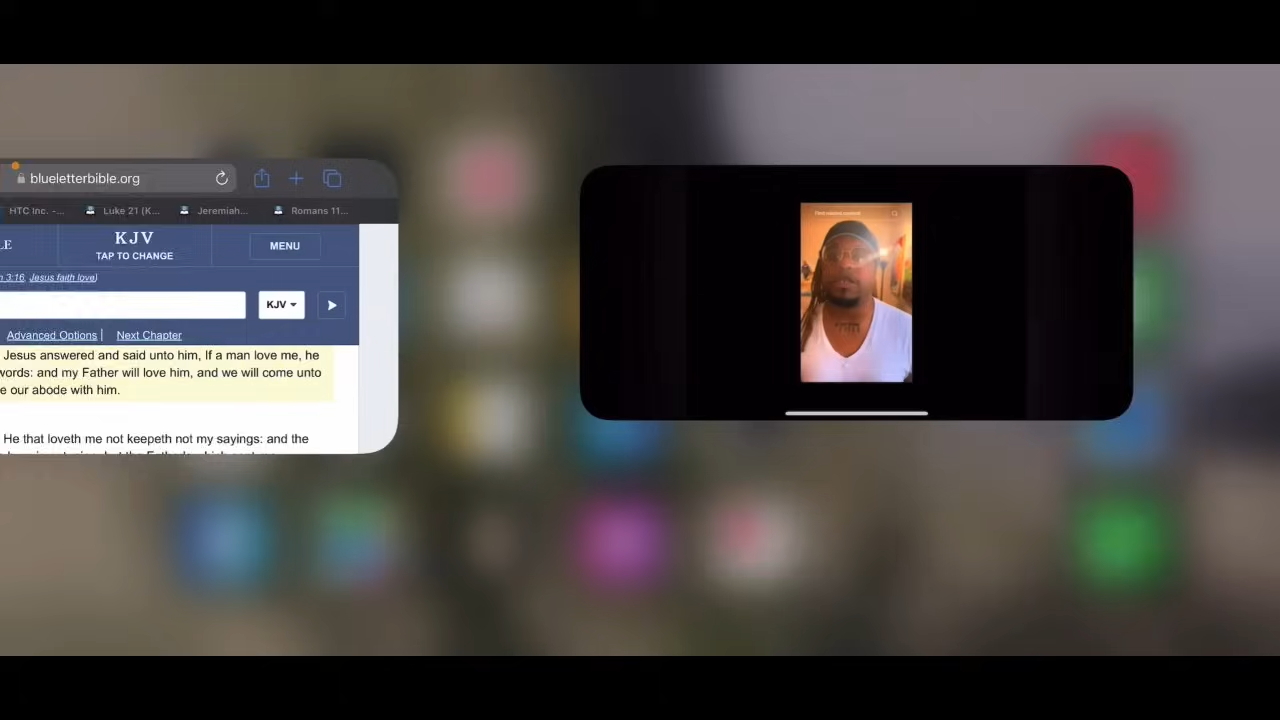 blueletterbible.org
HTC Inc. -...
Luke 21 (K...
Jeremiah...
Romans 11...
LE
KJV
TAP TO CHANGE
MENU
n 3:16, Jesus faith love)
KJV
Advanced Options |
Next Chapter
Jesus answered and said unto him, If a man love me, he
words: and my Father will love him, and we will come unto
e our abode with him.
He that loveth me not keepeth not my sayings: and the